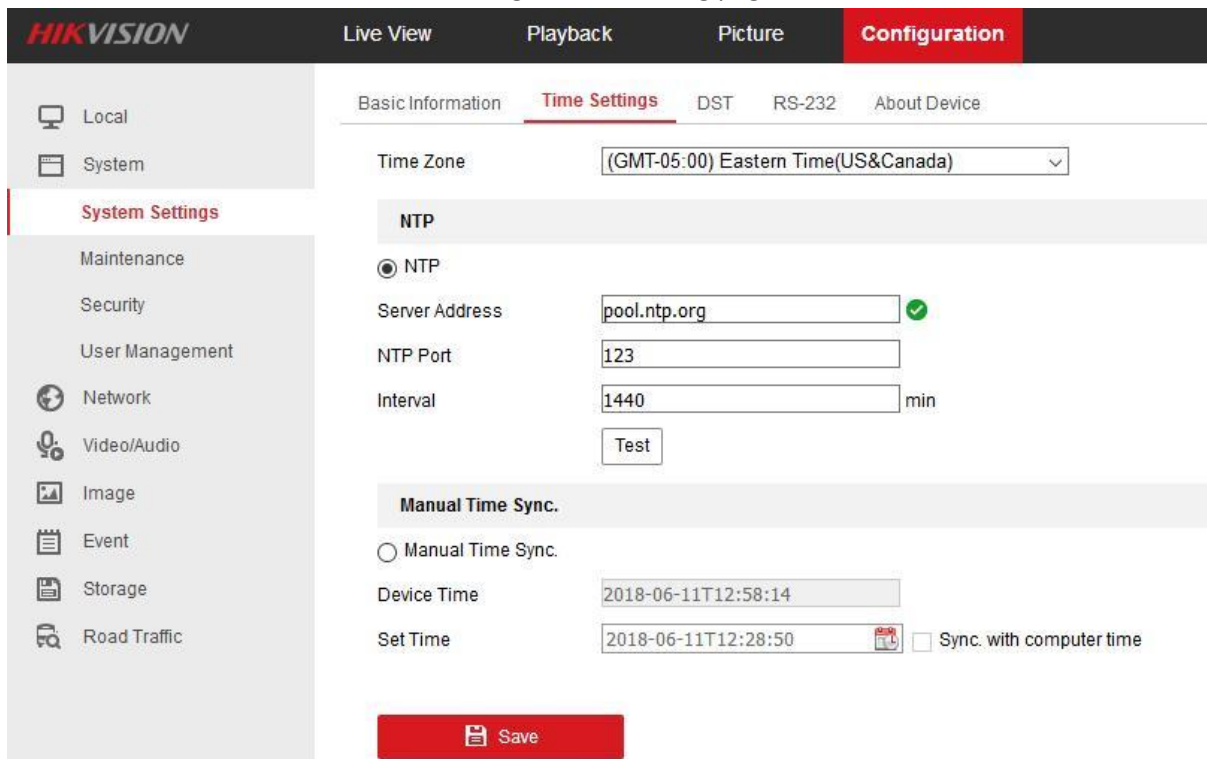 HIKVISION Live View Playback Picture Configuration
Local
System
System Settings
Maintenance
Security
User Management
Network
Video/Audio
Image
Event
Storage
Road Traffic
Basic Information Time Settings DST RS-232 About Device
Time Zone (GMT-05:00) Eastern Time(US&Canada)
NTP
NTP
Server Address pool.ntp.org
NTP Port 123
Interval 1440 min
Test
Manual Time Sync.
Manual Time Sync.
Device Time 2018-06-11T12:58:14
Set Time 2018-06-11T12:28:50 Sync. with computer time
Save